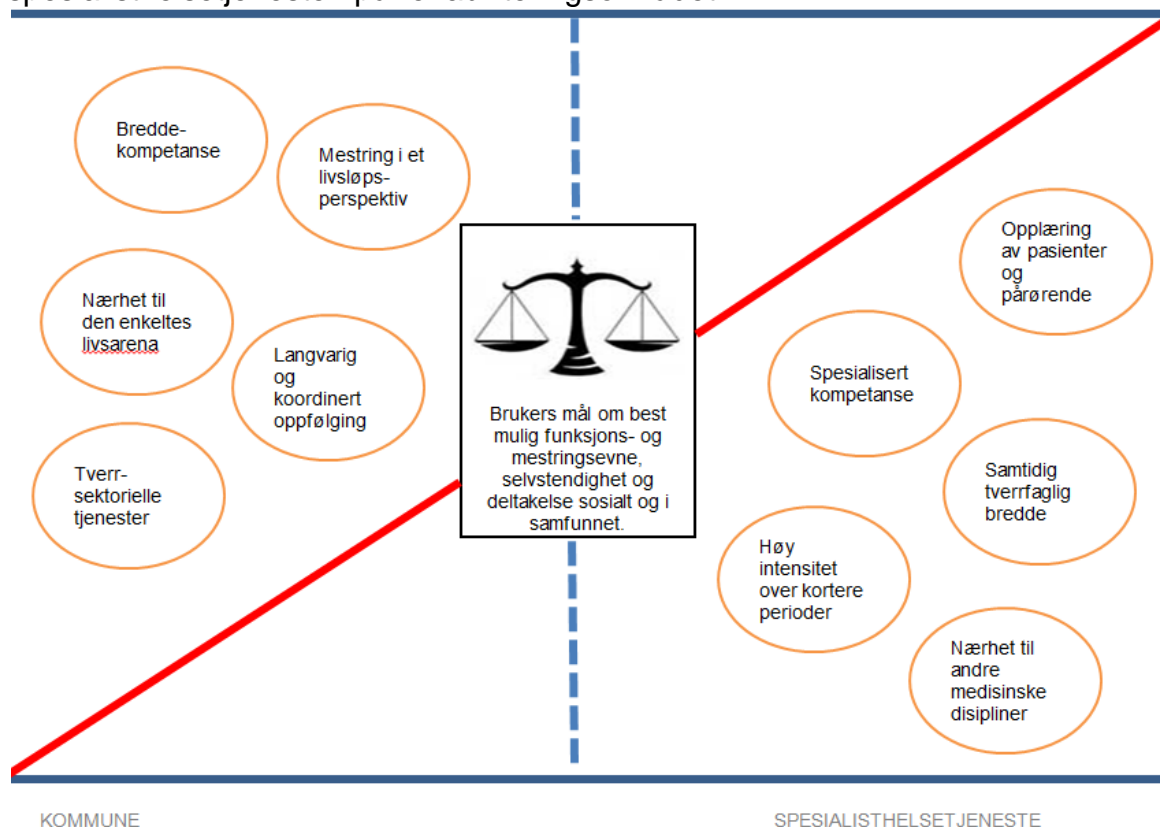 Bredde-
kompetanse
Mestring i et
livsløps-
perspektiv
Nærhet til
den enkeltes
livsarena
Langvarig
og
koordinert
oppfølging
Tverr-
sektorielle
tjenester
Brukers mål om best
mulig funksjons- og
mestringsevne,
selvstendighet og
deltakelse sosialt og i
samfunnet.
Opplæring
av pasienter
og
pårørende
Spesialisert
kompetanse
Samtidig
tverrfaglig
bredde
Høy
intensitet
over kortere
perioder
Nærhet til
andre
medisinske
disipliner
KOMMUNE
SPESIALISTHELSETJENESTE